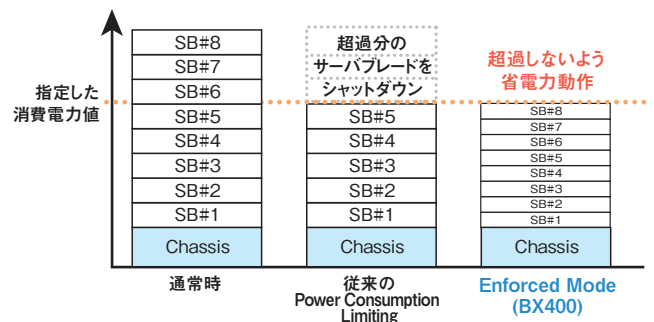 指定した
消費電力値
SB#8
SB#7
SB#6
SB#5
SB#4
SB#3
SB#2
SB#1
Chassis
通常時
超過分の
サーバブレードを
シャットダウン
SB#5
SB#4
SB#3
SB#2
SB#1
Chassis
従来の
Power Consumption
Limiting
超過しないよう
省電力動作
SB#8
SB#7
SB#6
SB#5
SB#4
SB#3
SB#2
SB#1
Chassis
Enforced Mode
(BX400)